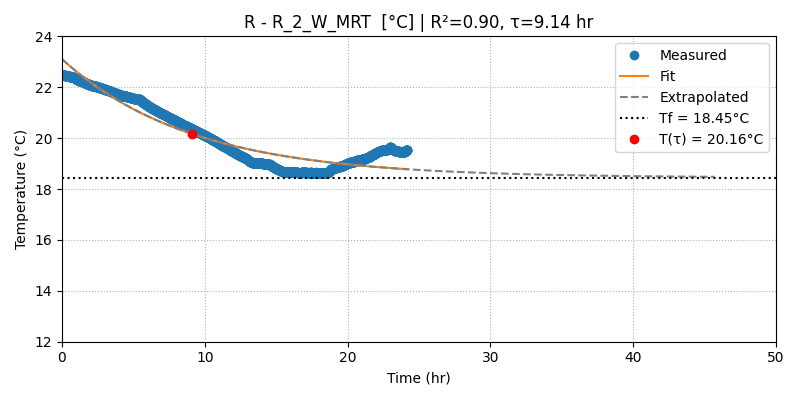 R - R_2_W_MRT  [°C] | R²=0.90, τ=9.14 hr
Temperature (°C)
24
22
20
18
16
14
12
0
10
20
30
40
50
Time (hr)
Measured
Fit
Extrapolated
Tf = 18.45°C
T(τ) = 20.16°C